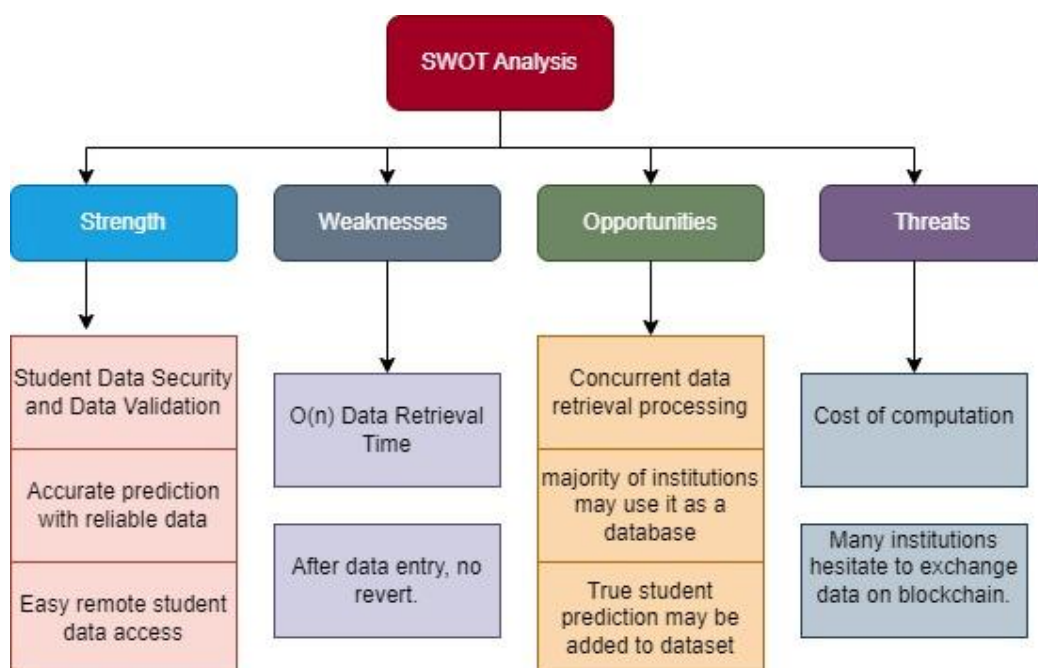 SWOT Analysis
Strength
Weaknesses
Opportunities
Threats
Student Data Security
and Data Validation
Accurate prediction
with reliable data
Easy remote student
data access
O(n) Data Retrieval
Time
After data entry, no
revert.
Concurrent data
retrieval processing
majority of institutions
may use it as a
database
True student
prediction may be
added to dataset
Cost of computation
Many institutions
hesitate to exchange
data on blockchain.